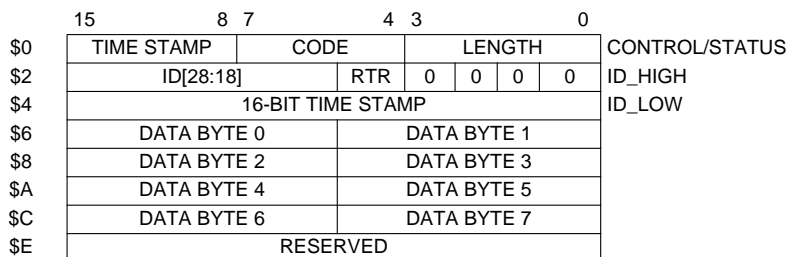 15 8 7 4 3 0
$0 TIME STAMP CODE LENGTH CONTROL/STATUS
$2 ID[28:18] RTR 0 0 0 0 ID_HIGH
$4 16-BIT TIME STAMP ID_LOW
$6 DATA BYTE 0 DATA BYTE 1
$8 DATA BYTE 2 DATA BYTE 3
$A DATA BYTE 4 DATA BYTE 5
$C DATA BYTE 6 DATA BYTE 7
$E RESERVED